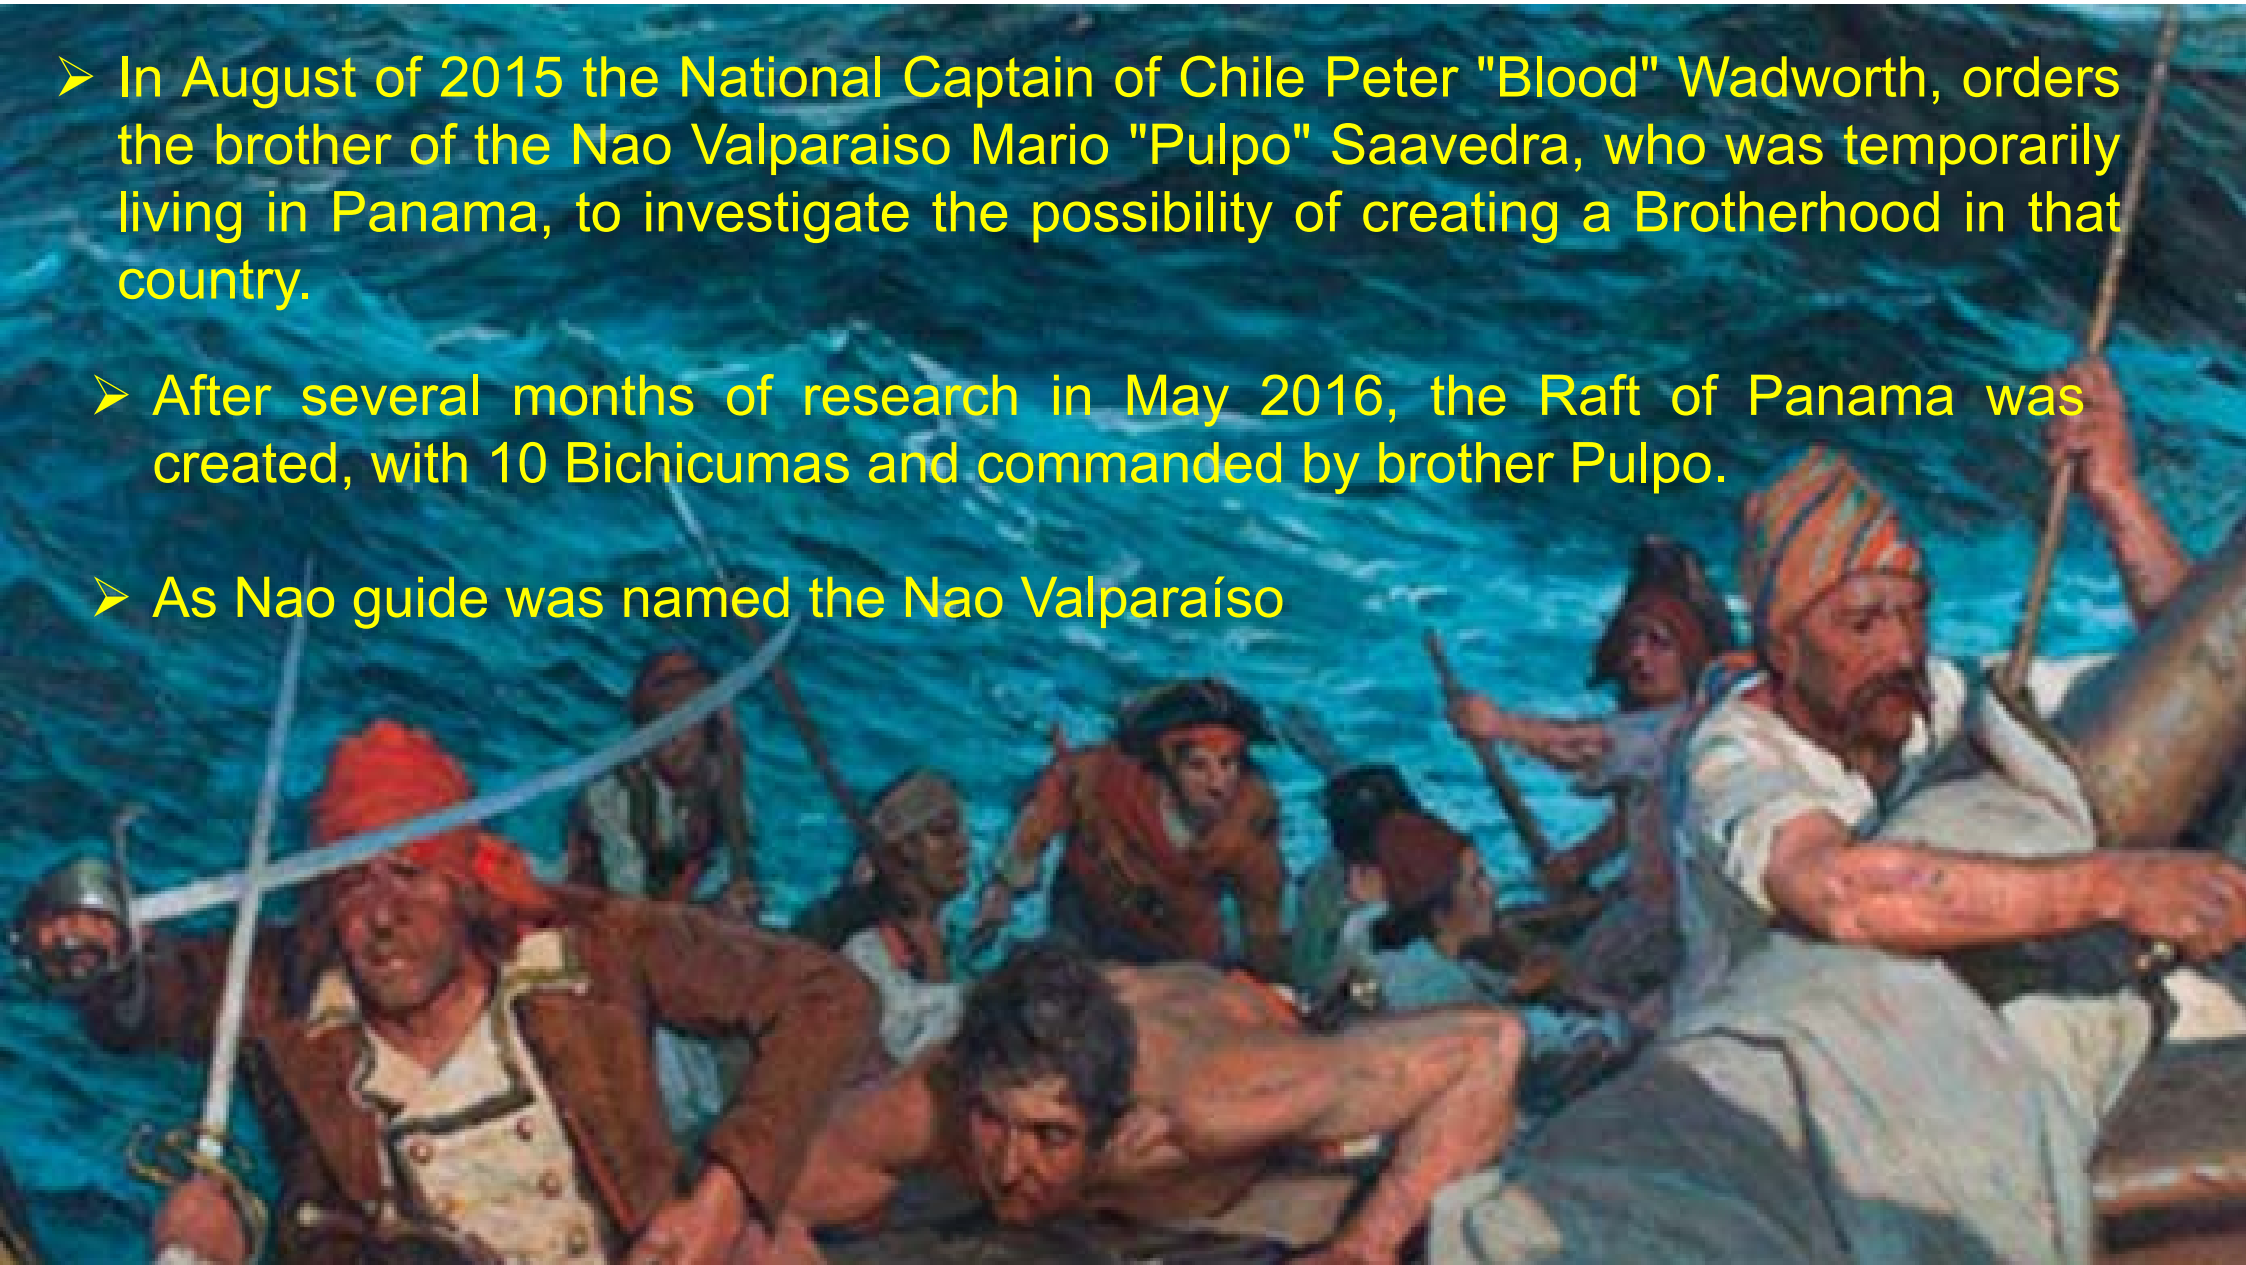 ➢ In August of 2015 the National Captain of Chile Peter "Blood" Wadworth, orders
the brother of the Nao Valparaiso Mario "Pulpo" Saavedra, who was temporarily
living in Panama, to investigate the possibility of creating a Brotherhood in that
country.
➢ After several months of research in May 2016, the Raft of Panama was
created, with 10 Bichicumas and commanded by brother Pulpo.
➢ As Nao guide was named the Nao Valparaíso